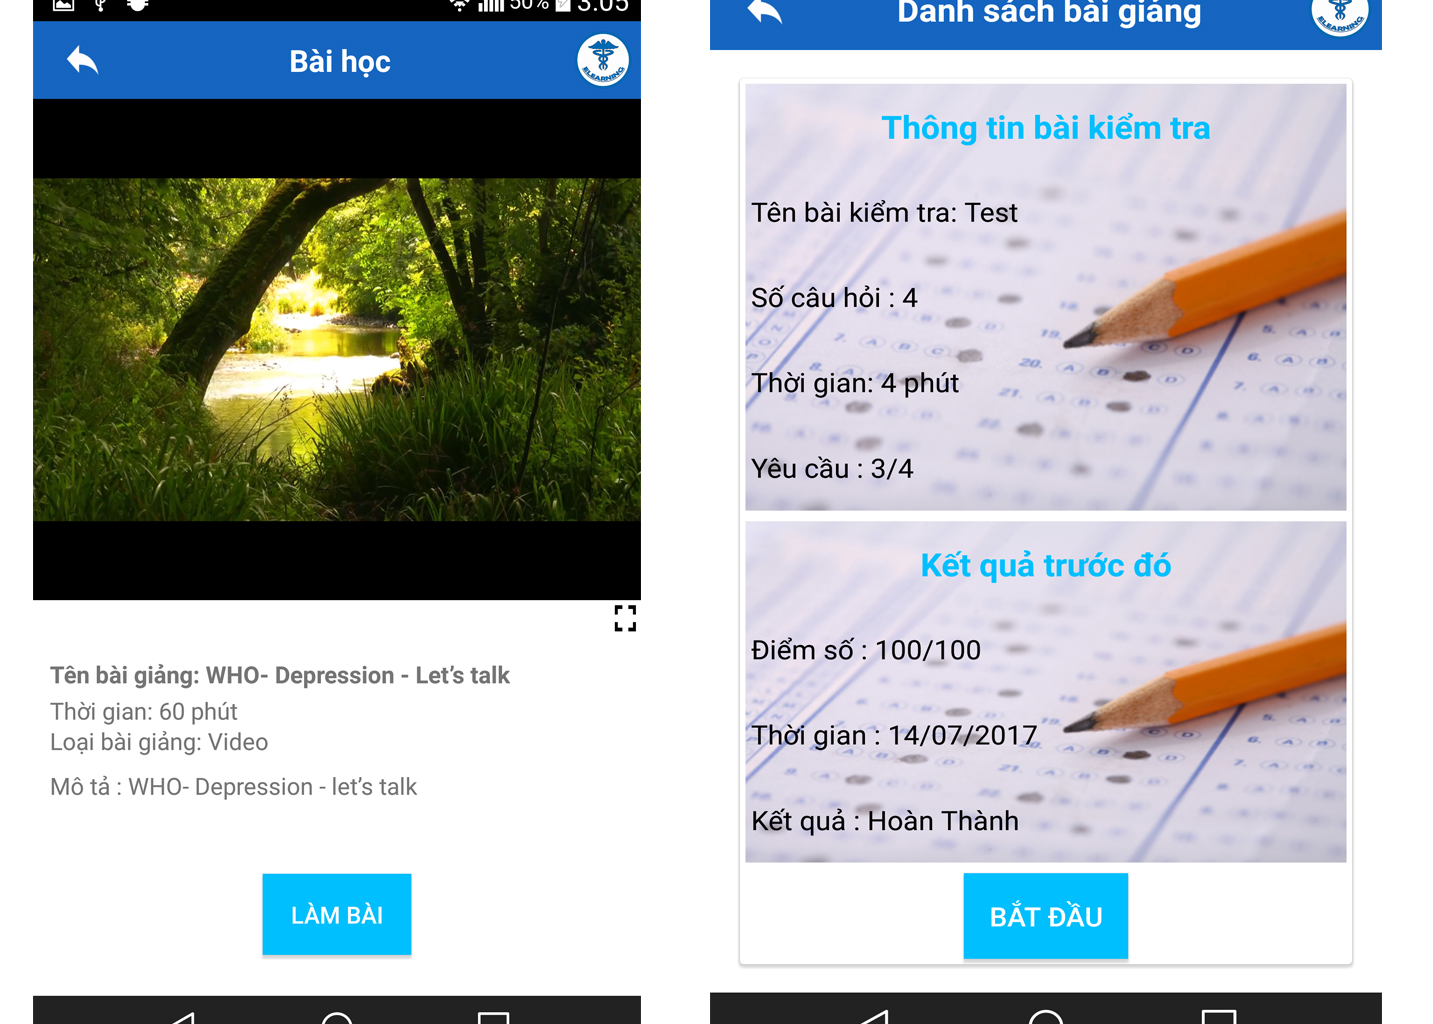 50% 3:05
Bài học
ELEARNING
Tên bài giảng: WHO- Depression - Let’s talk
Thời gian: 60 phút
Loại bài giảng: Video
Mô tả : WHO- Depression - let’s talk
LÀM BÀI
Danh sách bài giảng
ELEARNING
Thông tin bài kiểm tra
Tên bài kiểm tra: Test
Số câu hỏi : 4
Thời gian: 4 phút
Yêu cầu : 3/4
Kết quả trước đó
Điểm số : 100/100
Thời gian : 14/07/2017
Kết quả : Hoàn Thành
BẮT ĐẦU